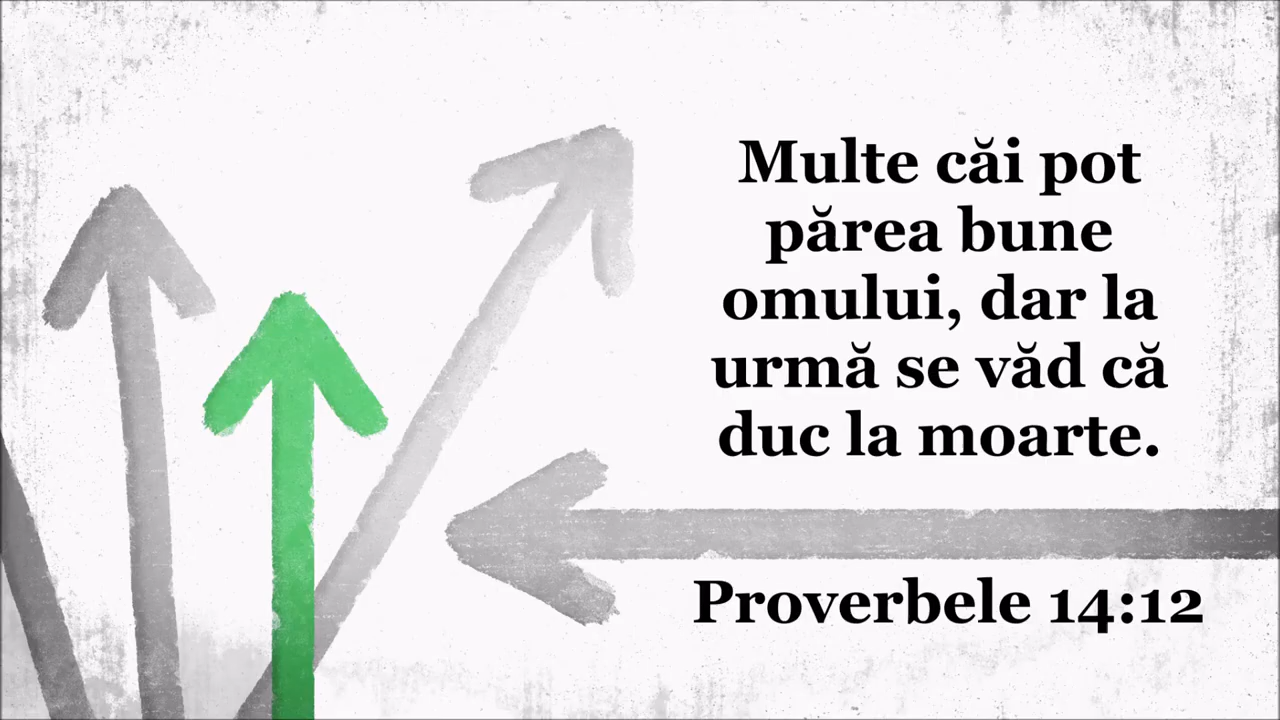 Multe căi pot
părea bune
omului, dar la
urmă se văd că
duc la moarte.
Proverbele 14:12